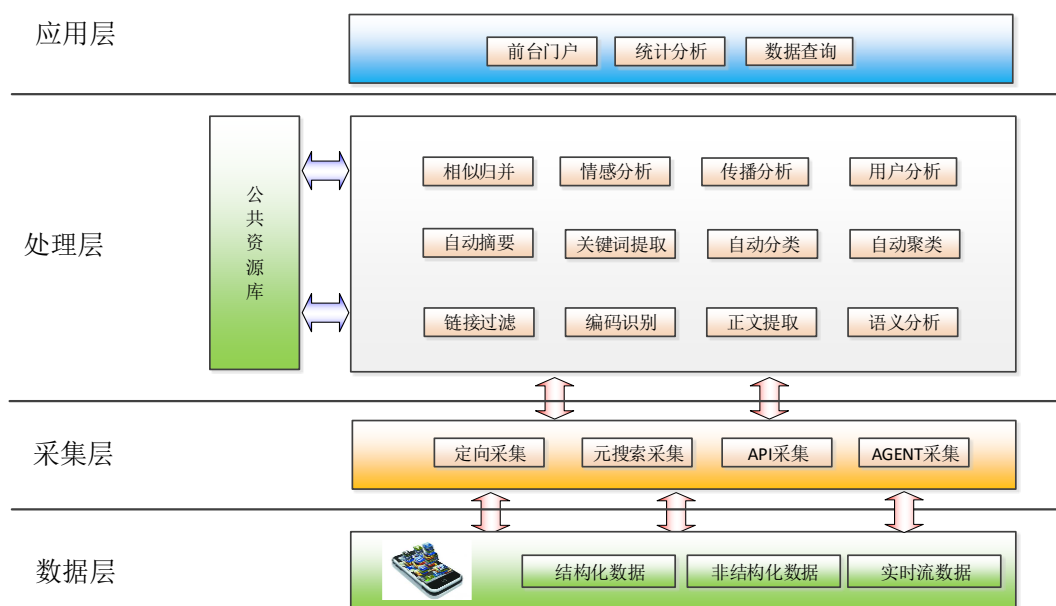 应用层
前台门户
统计分析
数据查询
处理层
公共资源库
相似归并
情感分析
传播分析
用户分析
自动摘要
关键词提取
自动分类
自动聚类
链接过滤
编码识别
正文提取
语义分析
采集层
定向采集
元搜索采集
API采集
AGENT采集
数据层
结构化数据
非结构化数据
实时流数据